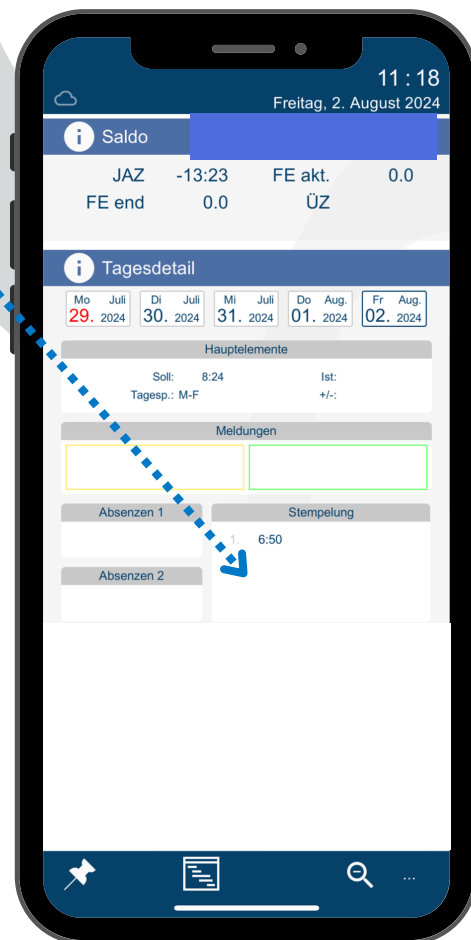 11 : 18
Freitag, 2. August 2024
i Saldo
JAZ -13:23 FE akt. 0.0
FE end 0.0 ÜZ
i Tagesdetail
Mo Juli Di Juli Mi Juli Do Aug. Fr Aug.
29. 2024 30. 2024 31. 2024 01. 2024 02. 2024
Hauptelemente
Soll: 8:24 Ist:
Tagesp.: M-F +/-:
Meldungen
Absenzen 1 Stempelung
1. 6:50
Absenzen 2
...